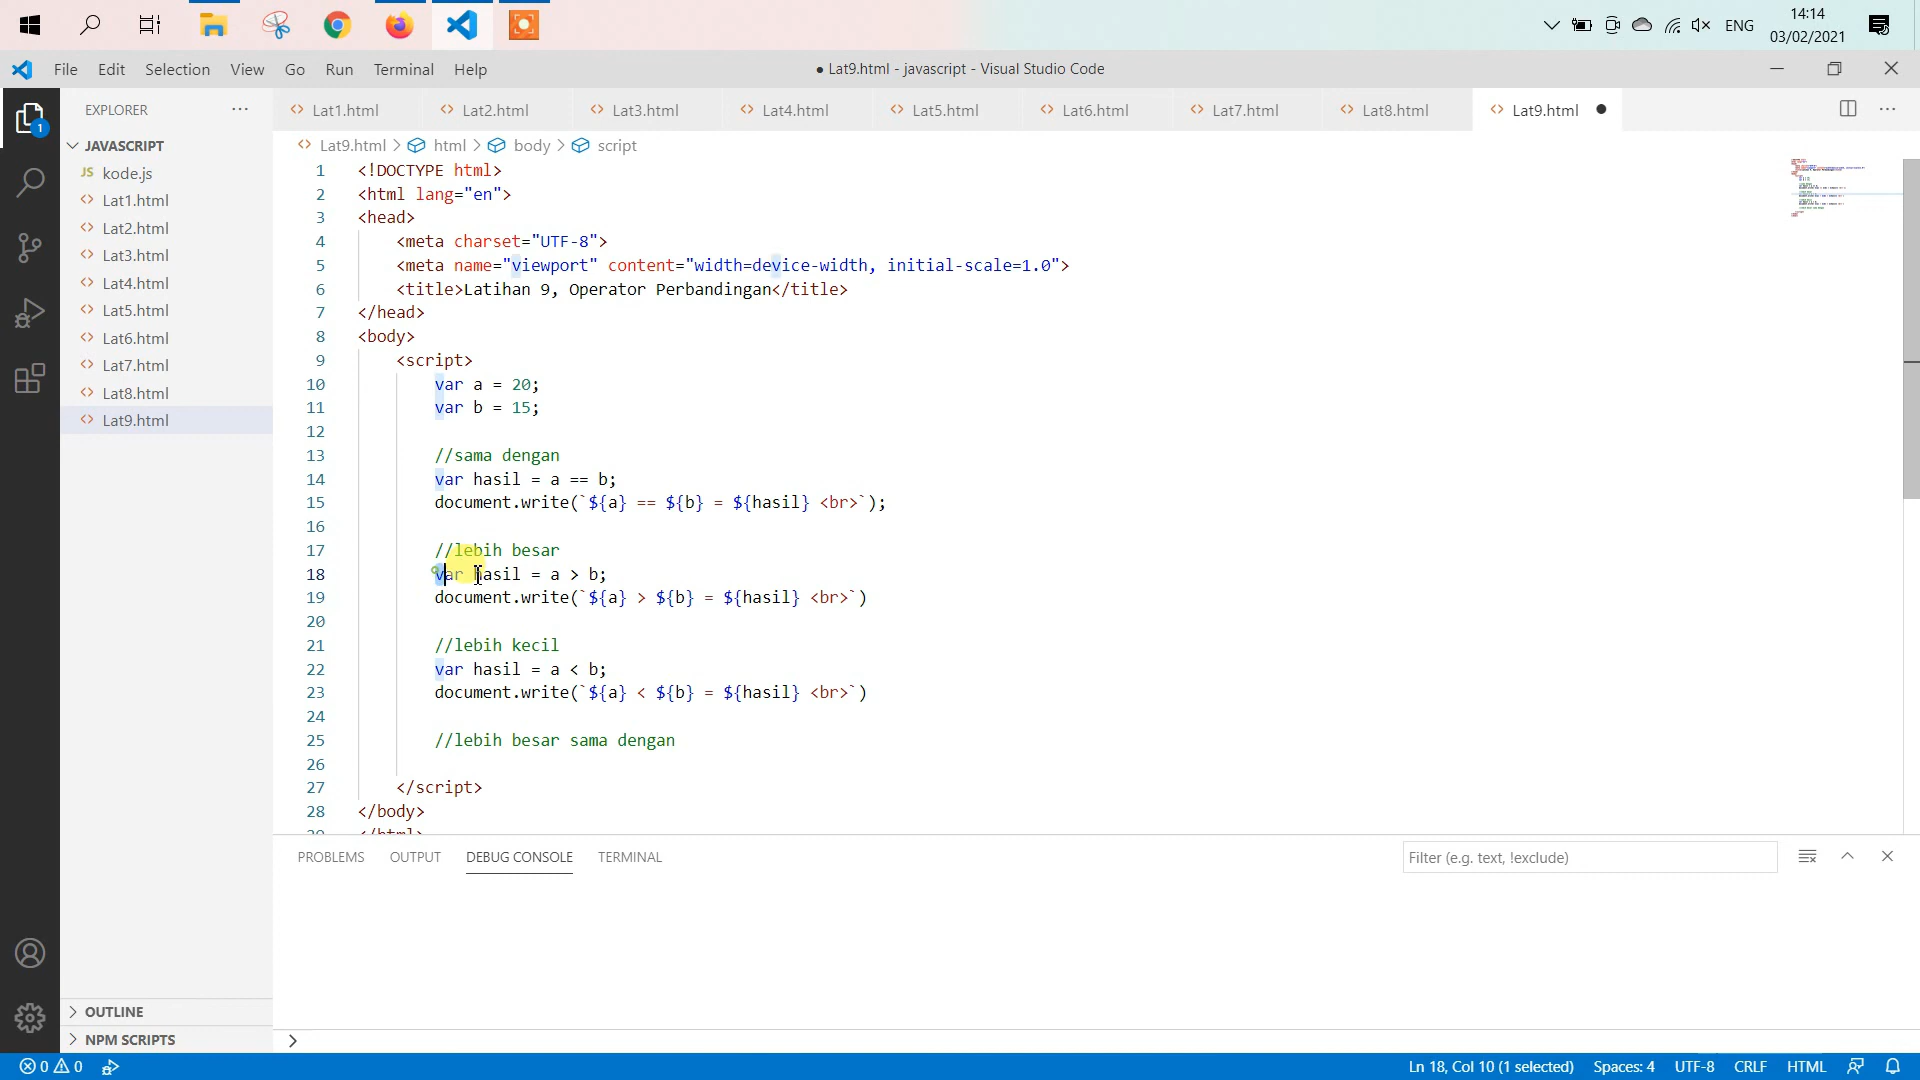 ENG
14:14
03/02/2021
File Edit Selection View Go Run Terminal Help
● Lat9.html - javascript - Visual Studio Code
EXPLORER
Lat1.html Lat2.html Lat3.html Lat4.html Lat5.html Lat6.html Lat7.html Lat8.html Lat9.html
JAVASCRIPT
JS kode.js
Lat1.html
Lat2.html
Lat3.html
Lat4.html
Lat5.html
Lat6.html
Lat7.html
Lat8.html
Lat9.html
OUTLINE
NPM SCRIPTS
1
Lat9.html > html > body > script
1 <!DOCTYPE html>
2 <html lang="en">
3 <head>
4 <meta charset="UTF-8">
5 <meta name="viewport" content="width=device-width, initial-scale=1.0">
6 <title>Latihan 9, Operator Perbandingan</title>
7 </head>
8 <body>
9 <script>
10 var a = 20;
11 var b = 15;
12
13 //sama dengan
14 var hasil = a == b;
15 document.write(`${a} == ${b} = ${hasil} <br>`);
16
17 //lebih besar
18 var hasil = a > b;
19 document.write(`${a} > ${b} = ${hasil} <br>`)
20
21 //lebih kecil
22 var hasil = a < b;
23 document.write(`${a} < ${b} = ${hasil} <br>`)
24
25 //lebih besar sama dengan
26
27 </script>
28 </body>
29 </html>
PROBLEMS OUTPUT DEBUG CONSOLE TERMINAL
Filter (e.g. text, !exclude)
0 0
Ln 18, Col 10 (1 selected) Spaces: 4 UTF-8 CRLF HTML